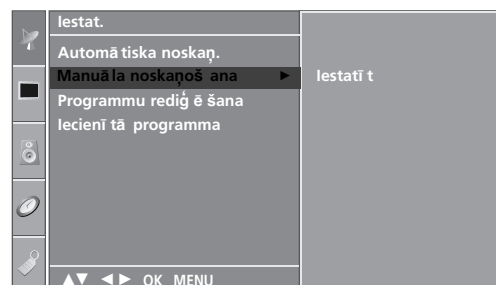 Iestat.
Automā tiska noskaņ.
Manuā la noskaņoš ana ► Iestatī t
Programmu rediģ ē šana
Iecienī tā programma
▲▼ ◄► OK MENU